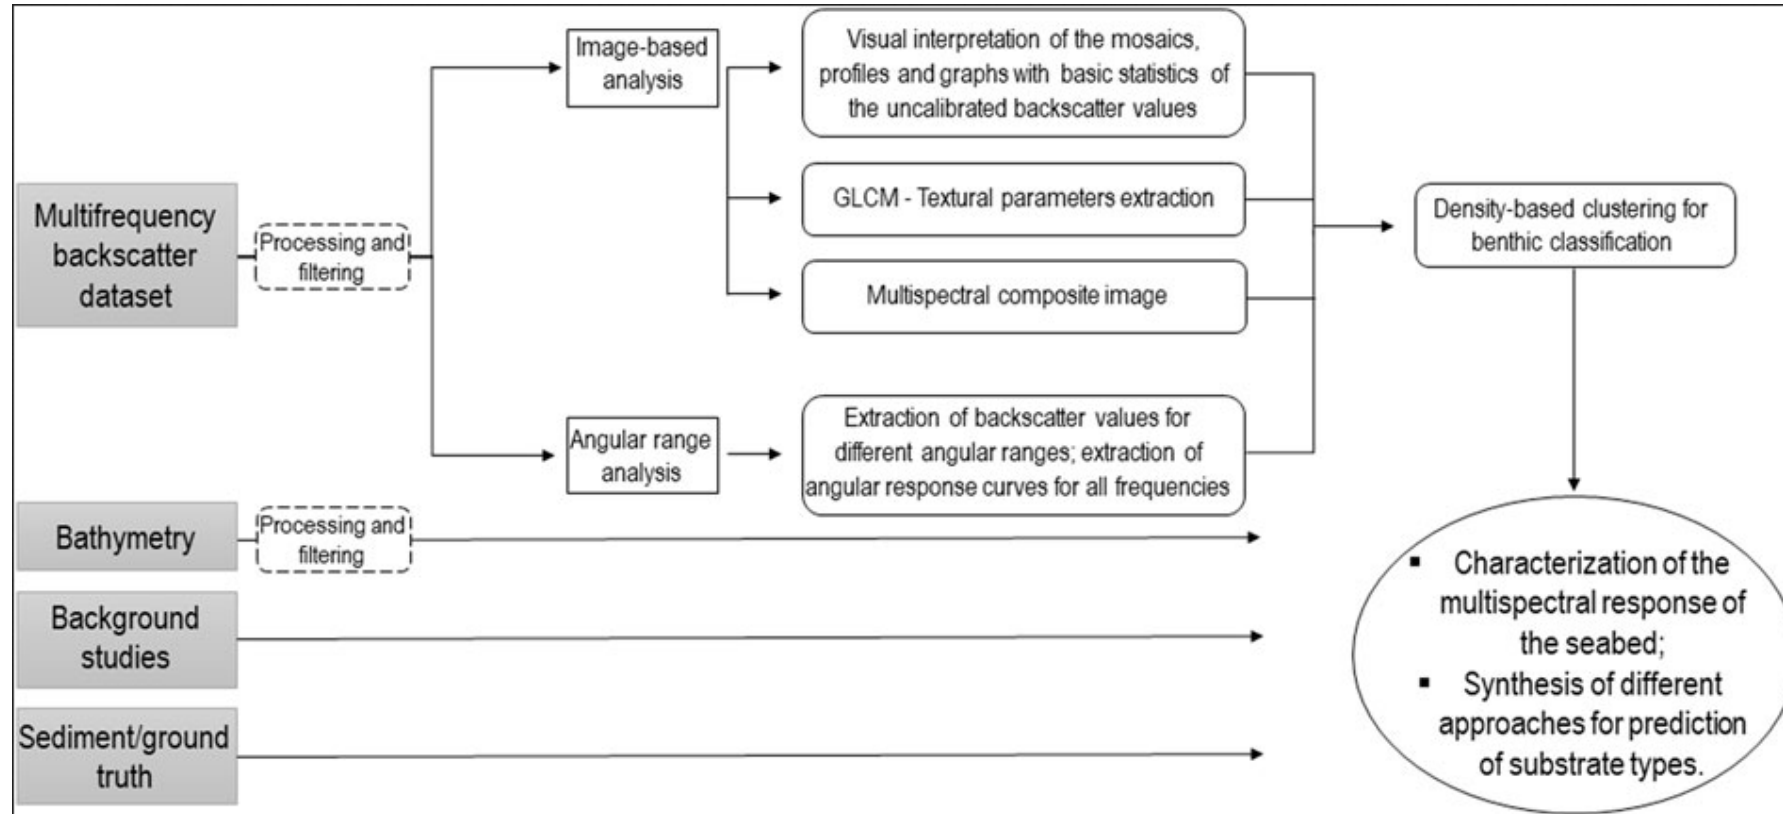 Multifrequency
backscatter
dataset
Processing and
filtering
Image-based
analysis
Visual interpretation of the mosaics,
profiles and graphs with basic statistics of
the uncalibrated backscatter values
GLCM - Textural parameters extraction
Multispectral composite image
Angular range
analysis
Extraction of backscatter values for
different angular ranges; extraction of
angular response curves for all frequencies
Density-based clustering for
benthic classification
Bathymetry
Processing and
filtering
Background
studies
Sediment/ground
truth
▪ Characterization of the
multispectral response of
the seabed;
▪ Synthesis of different
approaches for prediction
of substrate types.